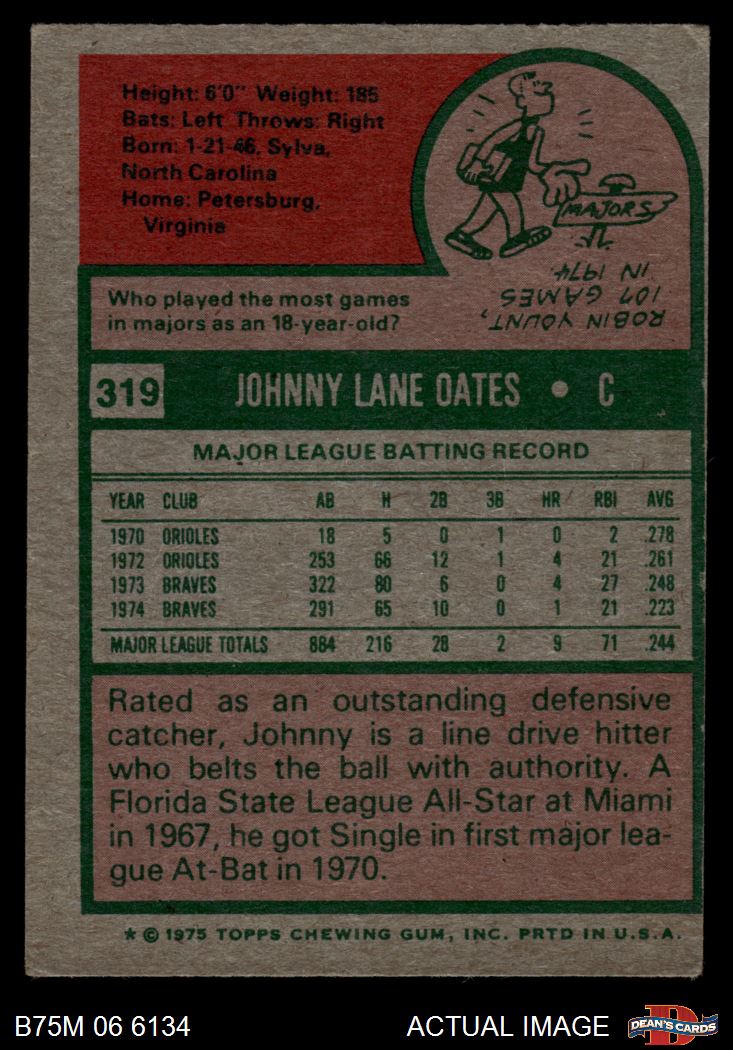 Height: 6'0" Weight: 185
Bats: Left Throws: Right
Born: 1-21-46, Sylva,
North Carolina
Home: Petersburg,
Virginia
MAJORS
Who played the most games
in majors as an 18-year-old?
ROBIN YOUNT,
107 GAMES
IN 1974.
319 JOHNNY LANE OATES • C
MAJOR LEAGUE BATTING RECORD
YEAR CLUB AB H 2B 3B HR RBI AVG
1970 ORIOLES 18 5 0 1 0 2 .278
1972 ORIOLES 253 66 12 1 4 21 .261
1973 BRAVES 322 80 6 0 4 27 .248
1974 BRAVES 291 65 10 0 1 21 .223
MAJOR LEAGUE TOTALS 884 216 28 2 9 71 .244
Rated as an outstanding defensive
catcher, Johnny is a line drive hitter
who belts the ball with authority. A
Florida State League All-Star at Miami
in 1967, he got Single in first major lea-
gue At-Bat in 1970.
* © 1975 TOPPS CHEWING GUM, INC. PRTD IN U.S.A.
B75M 06 6134 ACTUAL IMAGE DEAN'S CARDS